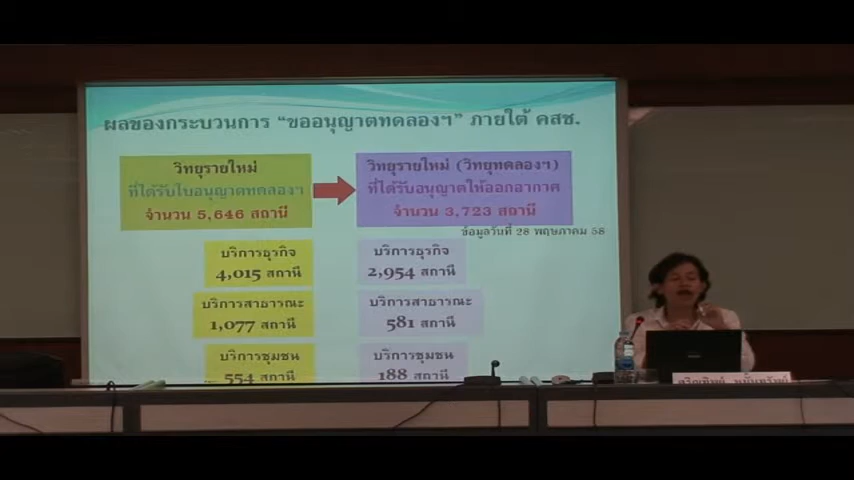 ผลของกระบวนการ “ขออนุญาตทดลองฯ” ภายใต้ คสช.
วิทยุรายใหม่
ที่ได้รับใบอนุญาตทดลองฯ
จำนวน 5,646 สถานี
วิทยุรายใหม่ (วิทยุทดลองฯ)
ที่ได้รับอนุญาตให้ออกอากาศ
จำนวน 3,723 สถานี
ข้อมูลวันที่ 28 พฤษภาคม 58
บริการธุรกิจ
4,015 สถานี
บริการธุรกิจ
2,954 สถานี
บริการสาธารณะ
1,077 สถานี
บริการสาธารณะ
581 สถานี
บริการชุมชน
554 สถานี
บริการชุมชน
188 สถานี